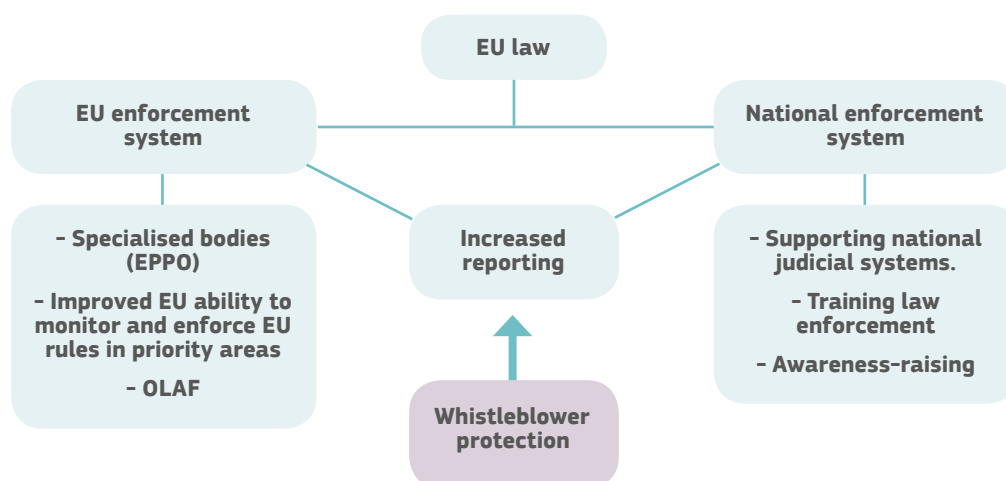 EU law
EU enforcement
system
National enforcement
system
- Specialised bodies
(EPPO)
- Improved EU ability to
monitor and enforce EU
rules in priority areas
- OLAF
Increased
reporting
- Supporting national
judicial systems.
- Training law
enforcement
- Awareness-raising
Whistleblower
protection